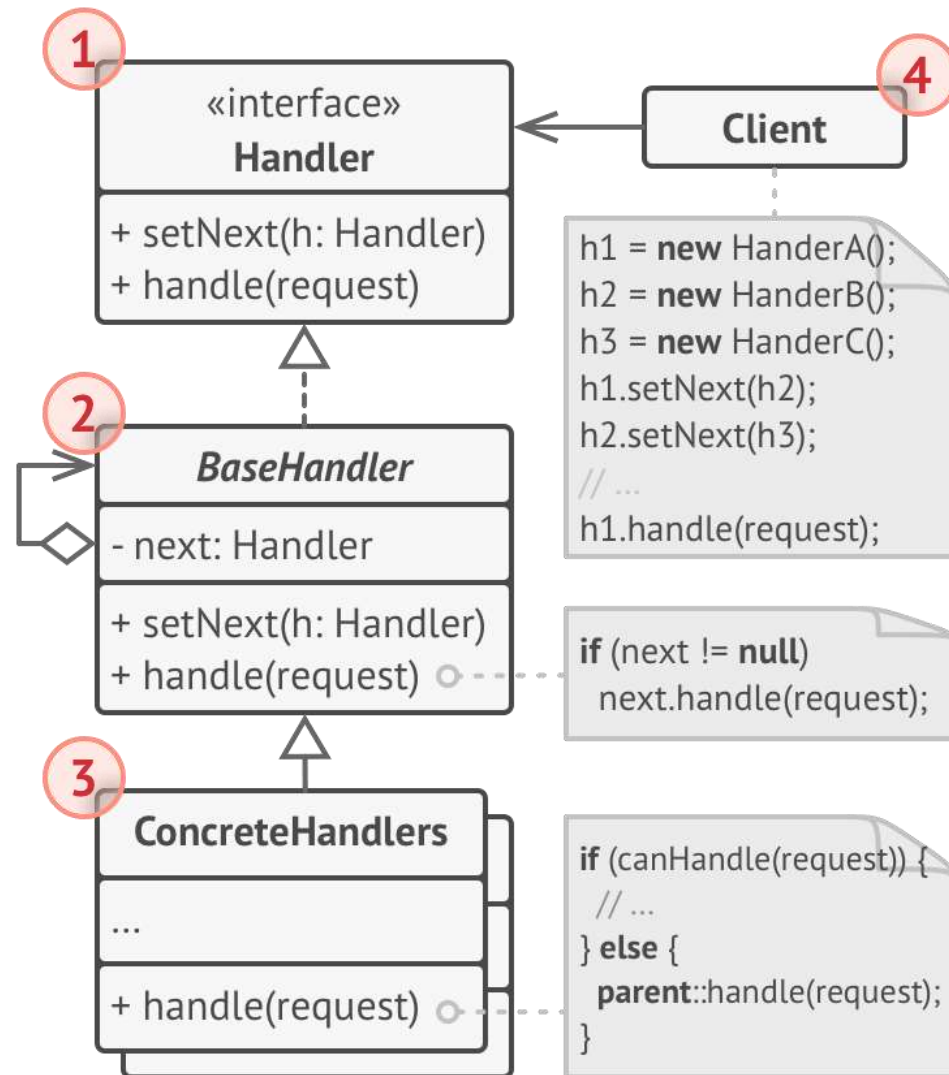 1
«interface»
Handler
+ setNext(h: Handler)
+ handle(request)
4
Client
h1 = new HanderA();
h2 = new HanderB();
h3 = new HanderC();
h1.setNext(h2);
h2.setNext(h3);
// ...
h1.handle(request);
2
BaseHandler
- next: Handler
+ setNext(h: Handler)
+ handle(request)
if (next != null)
next.handle(request);
3
ConcreteHandlers
...
+ handle(request)
if (canHandle(request)) {
// ...
} else {
parent::handle(request);
}